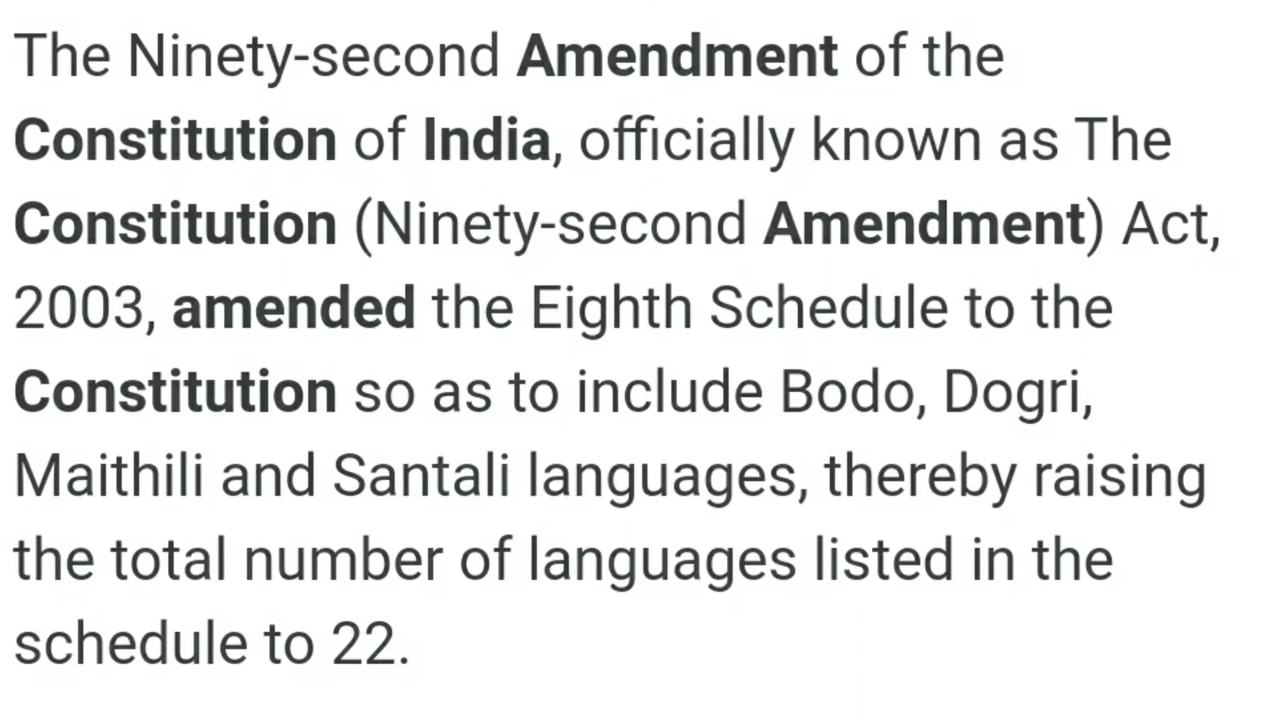 The Ninety-second Amendment of the
Constitution of India, officially known as The
Constitution (Ninety-second Amendment) Act,
2003, amended the Eighth Schedule to the
Constitution so as to include Bodo, Dogri,
Maithili and Santali languages, thereby raising
the total number of languages listed in the
schedule to 22.